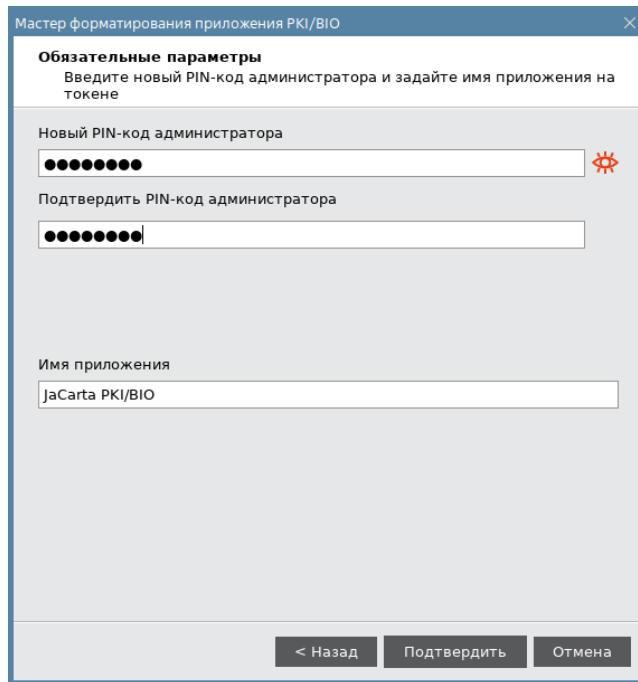 Мастер форматирования приложения PKI/BIO
Обязательные параметры
Введите новый PIN-код администратора и задайте имя приложения на
токене
Новый PIN-код администратора
●●●●●●●●
Подтвердить PIN-код администратора
●●●●●●●●
Имя приложения
JaCarta PKI/BIO
< Назад
Подтвердить
Отмена